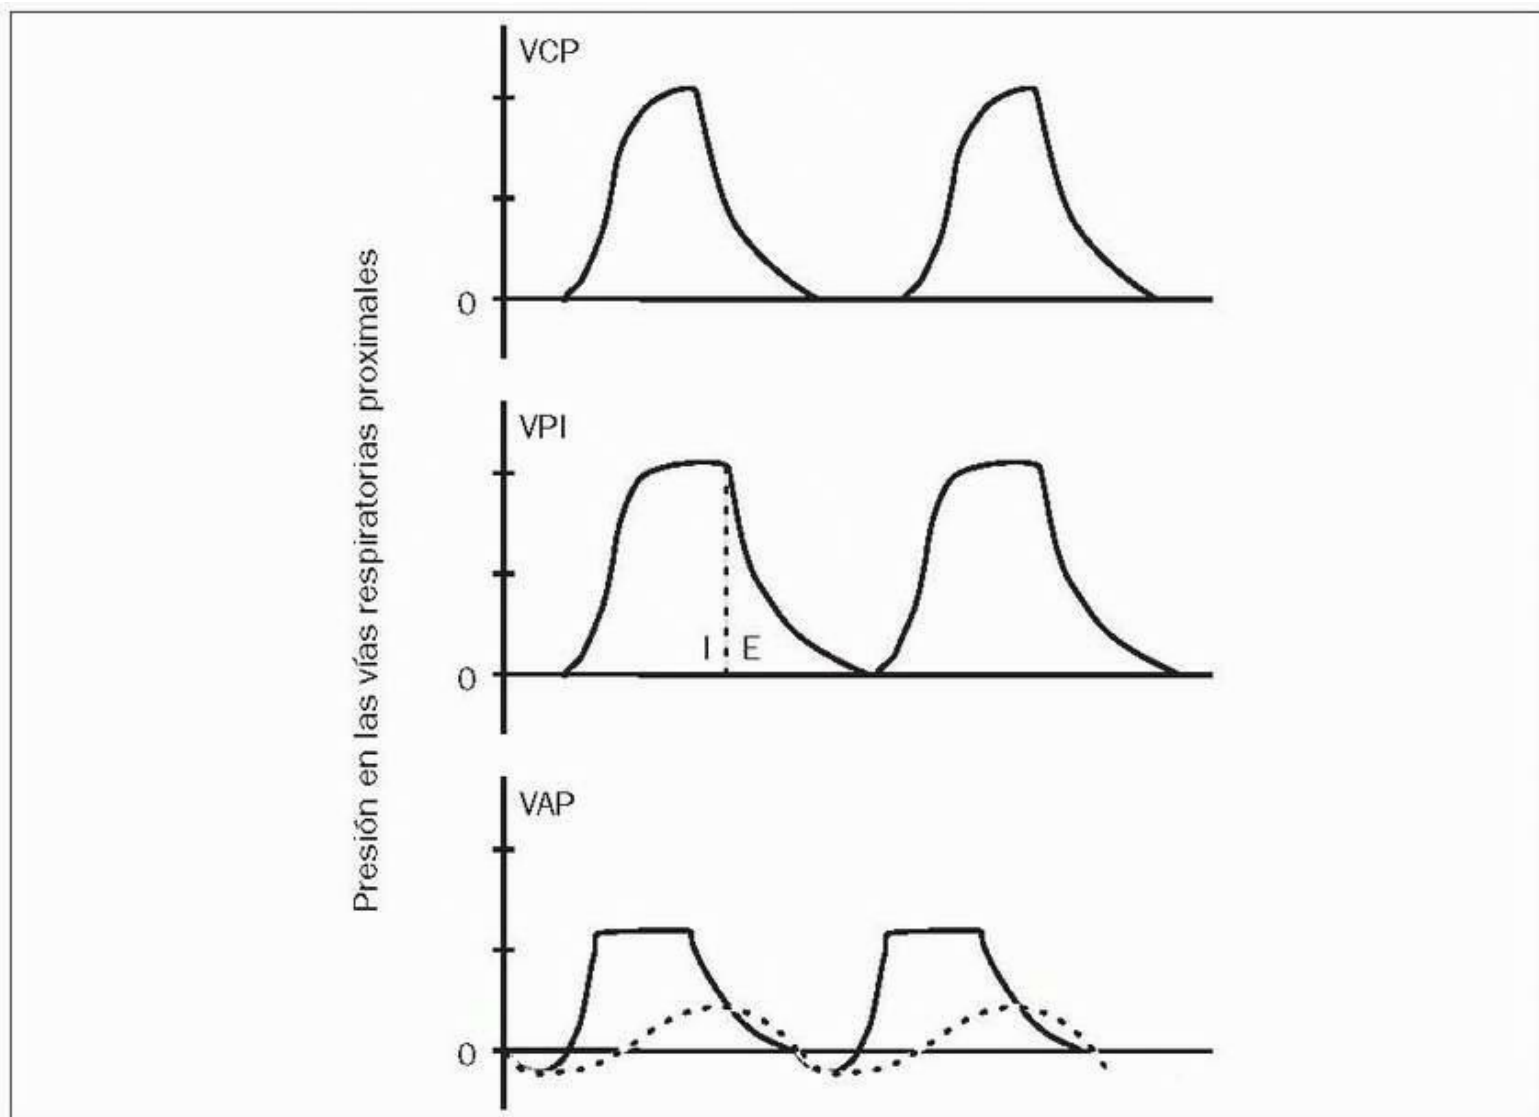 Presión en las vías respiratorias proximales
VCP
0
VPI
I E
0
VAP
0